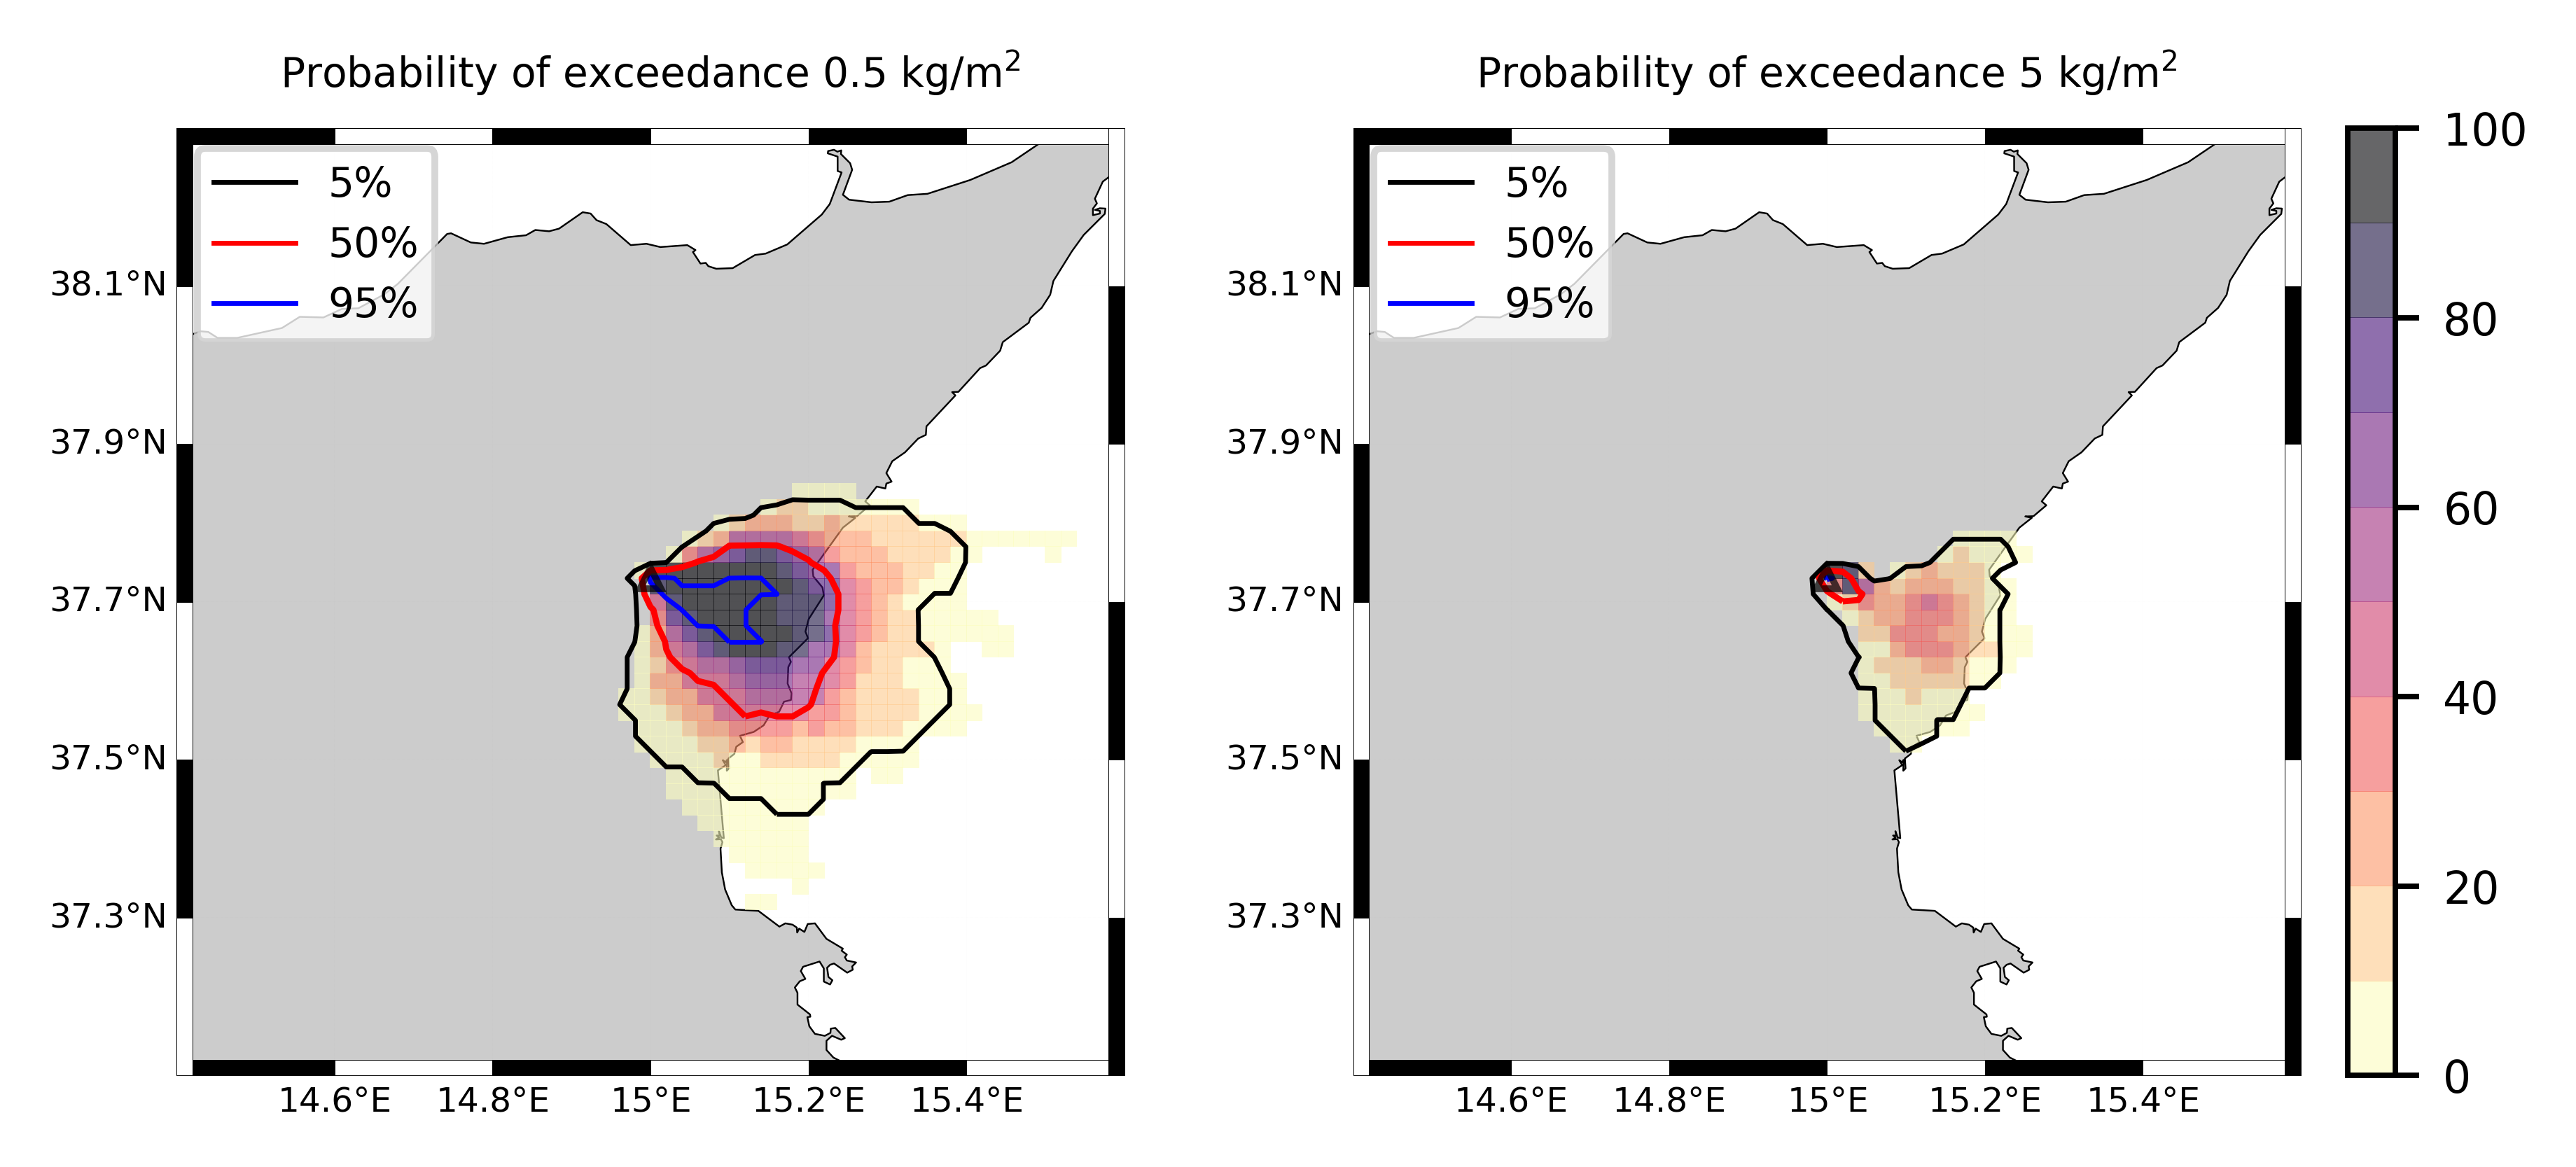 Probability of exceedance 0.5 kg/m²
5%
50%
95%
38.1°N
37.9°N
37.7°N
37.5°N
37.3°N
14.6°E 14.8°E 15°E 15.2°E 15.4°E
Probability of exceedance 5 kg/m²
5%
50%
95%
38.1°N
37.9°N
37.7°N
37.5°N
37.3°N
14.6°E 14.8°E 15°E 15.2°E 15.4°E
100
80
60
40
20
0